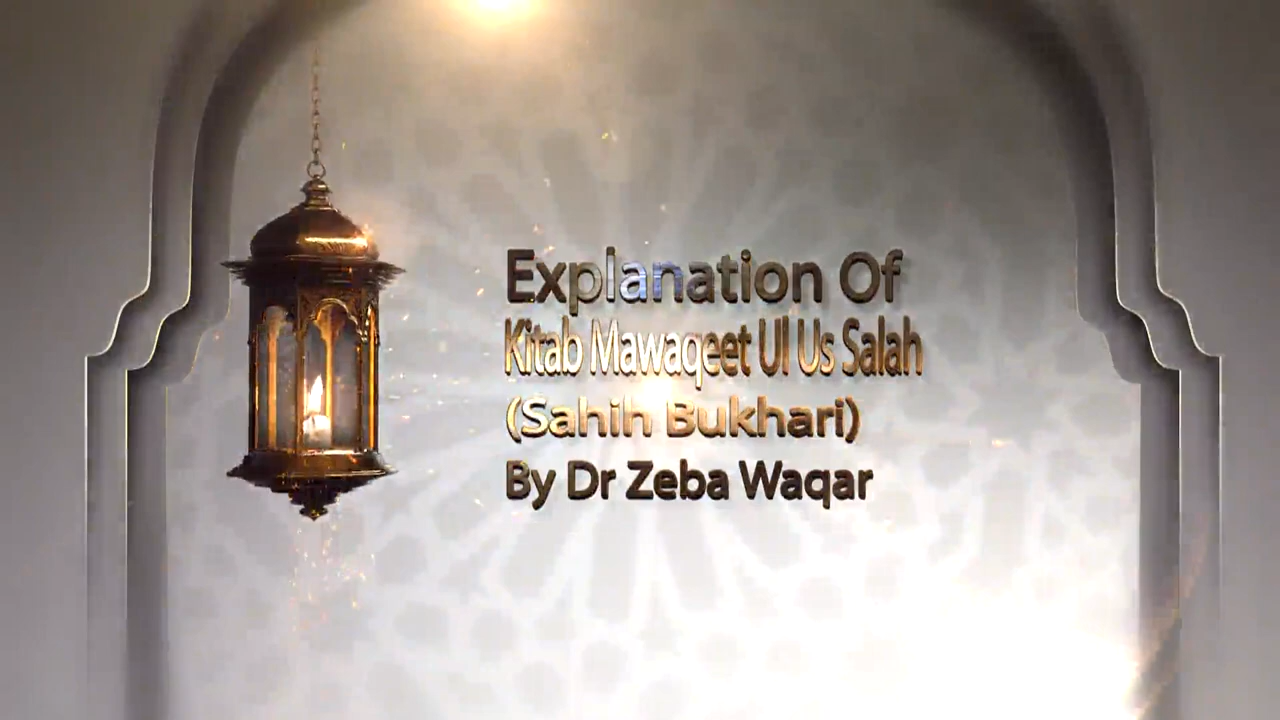 Explanation Of
Kitab Mawaqeet Ul Us Salah
(Sahih Bukhari)
By Dr Zeba Waqar